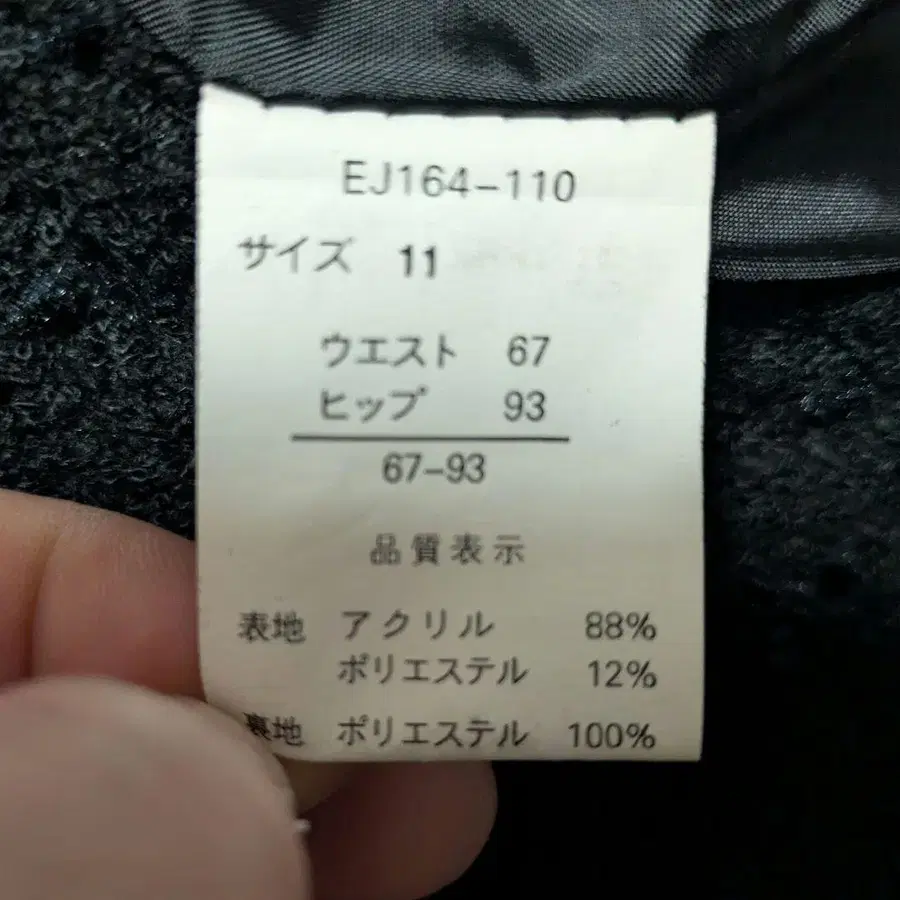 EJ164-110
サイズ 11
ウエスト 67
ヒップ 93
67-93
品質表示
表地 アクリル 88%
ポリエステル 12%
裏地 ポリエステル 100%